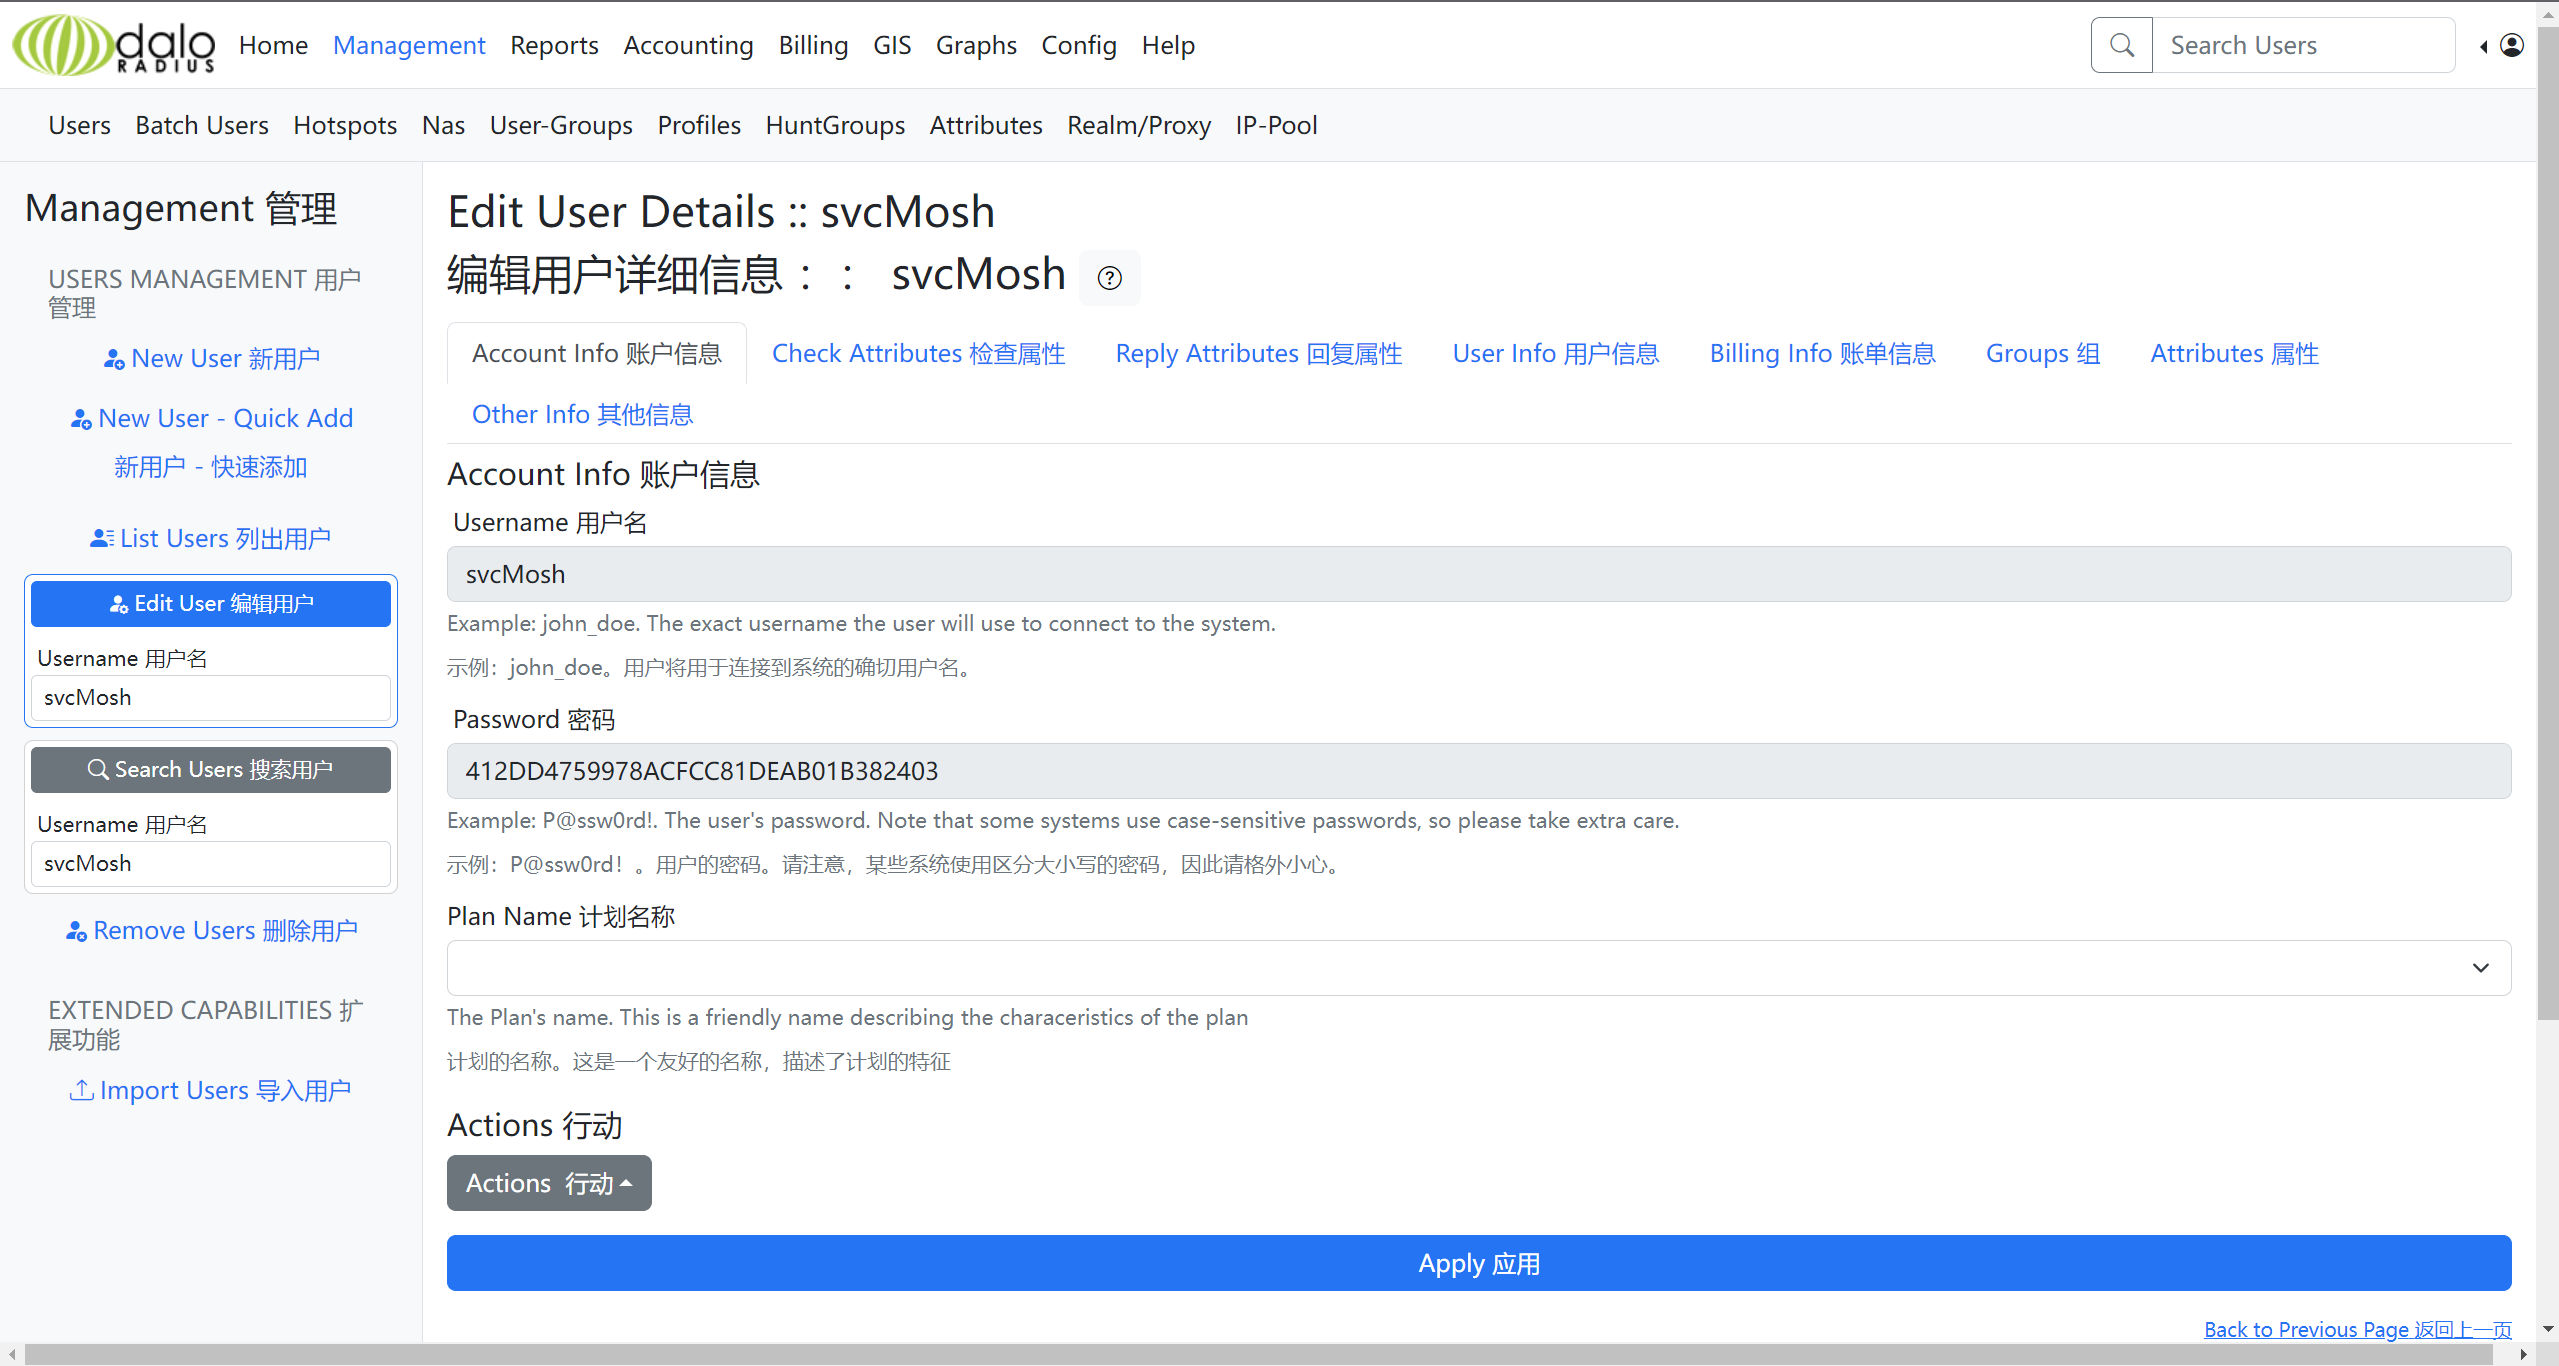 dalo RADIUS Home Management Reports Accounting Billing GIS Graphs Config Help Search Users
Users Batch Users Hotspots Nas User-Groups Profiles HuntGroups Attributes Realm/Proxy IP-Pool
Management 管理
USERS MANAGEMENT 用户
管理
New User 新用户
New User - Quick Add
新用户 - 快速添加
List Users 列出用户
Edit User 编辑用户
Username 用户名
svcMosh
Search Users 搜索用户
Username 用户名
svcMosh
Remove Users 删除用户
EXTENDED CAPABILITIES 扩
展功能
Import Users 导入用户
Edit User Details :: svcMosh
编辑用户详细信息：： svcMosh
Account Info 账户信息 Check Attributes 检查属性 Reply Attributes 回复属性 User Info 用户信息 Billing Info 账单信息 Groups 组 Attributes 属性
Other Info 其他信息
Account Info 账户信息
Username 用户名
svcMosh
Example: john_doe. The exact username the user will use to connect to the system.
示例：john_doe。用户将用于连接到系统的确切用户名。
Password 密码
412DD4759978ACFCC81DEAB01B382403
Example: P@ssw0rd!. The user's password. Note that some systems use case-sensitive passwords, so please take extra care.
示例：P@ssw0rd！。用户的密码。请注意，某些系统使用区分大小写的密码，因此请格外小心。
Plan Name 计划名称
The Plan's name. This is a friendly name describing the characeristics of the plan
计划的名称。这是一个友好的名称，描述了计划的特征
Actions 行动
Actions 行动
Apply 应用
Back to Previous Page 返回上一页